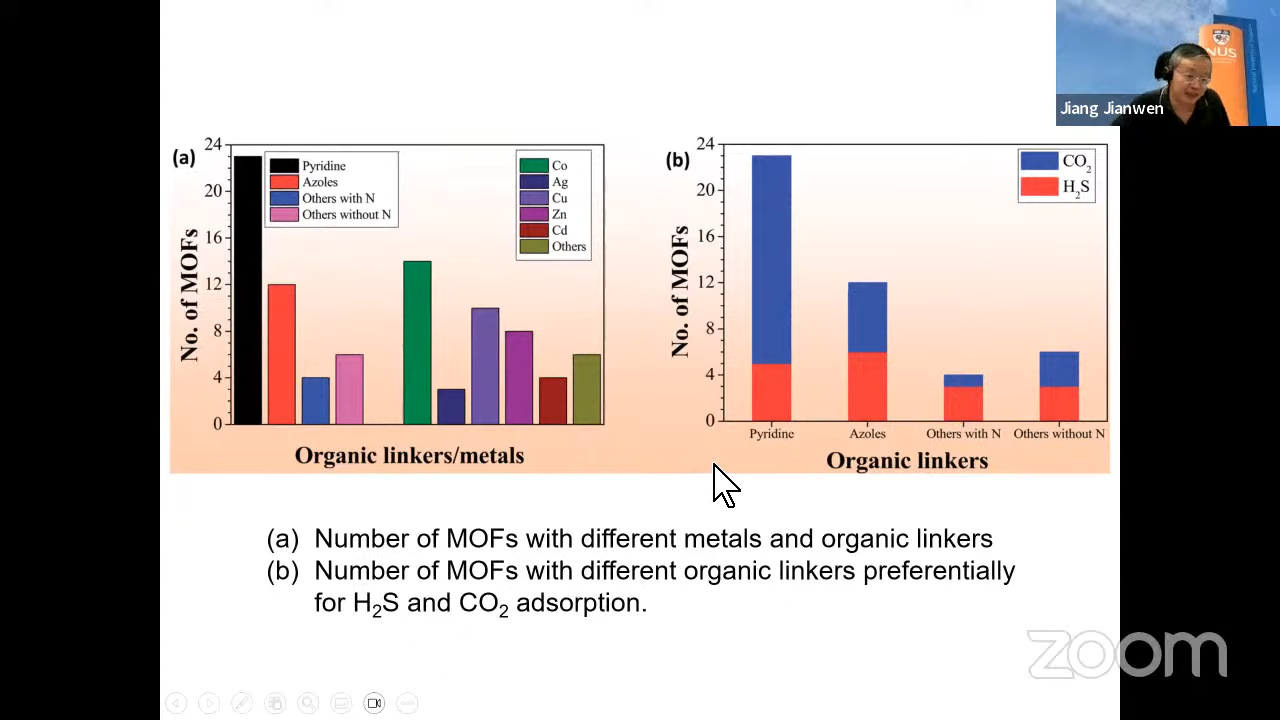 NUS
Jiang Jianwen
(a)
24
20
16
12
8
4
0
No. of MOFs
Pyridine
Azoles
Others with N
Others without N
Co
Ag
Cu
Zn
Cd
Others
Organic linkers/metals
(b)
24
20
16
12
8
4
0
No. of MOFs
CO₂
H₂S
Pyridine
Azoles
Others with N
Others without N
Organic linkers
(a) Number of MOFs with different metals and organic linkers
(b) Number of MOFs with different organic linkers preferentially
for H₂S and CO₂ adsorption.
zoom